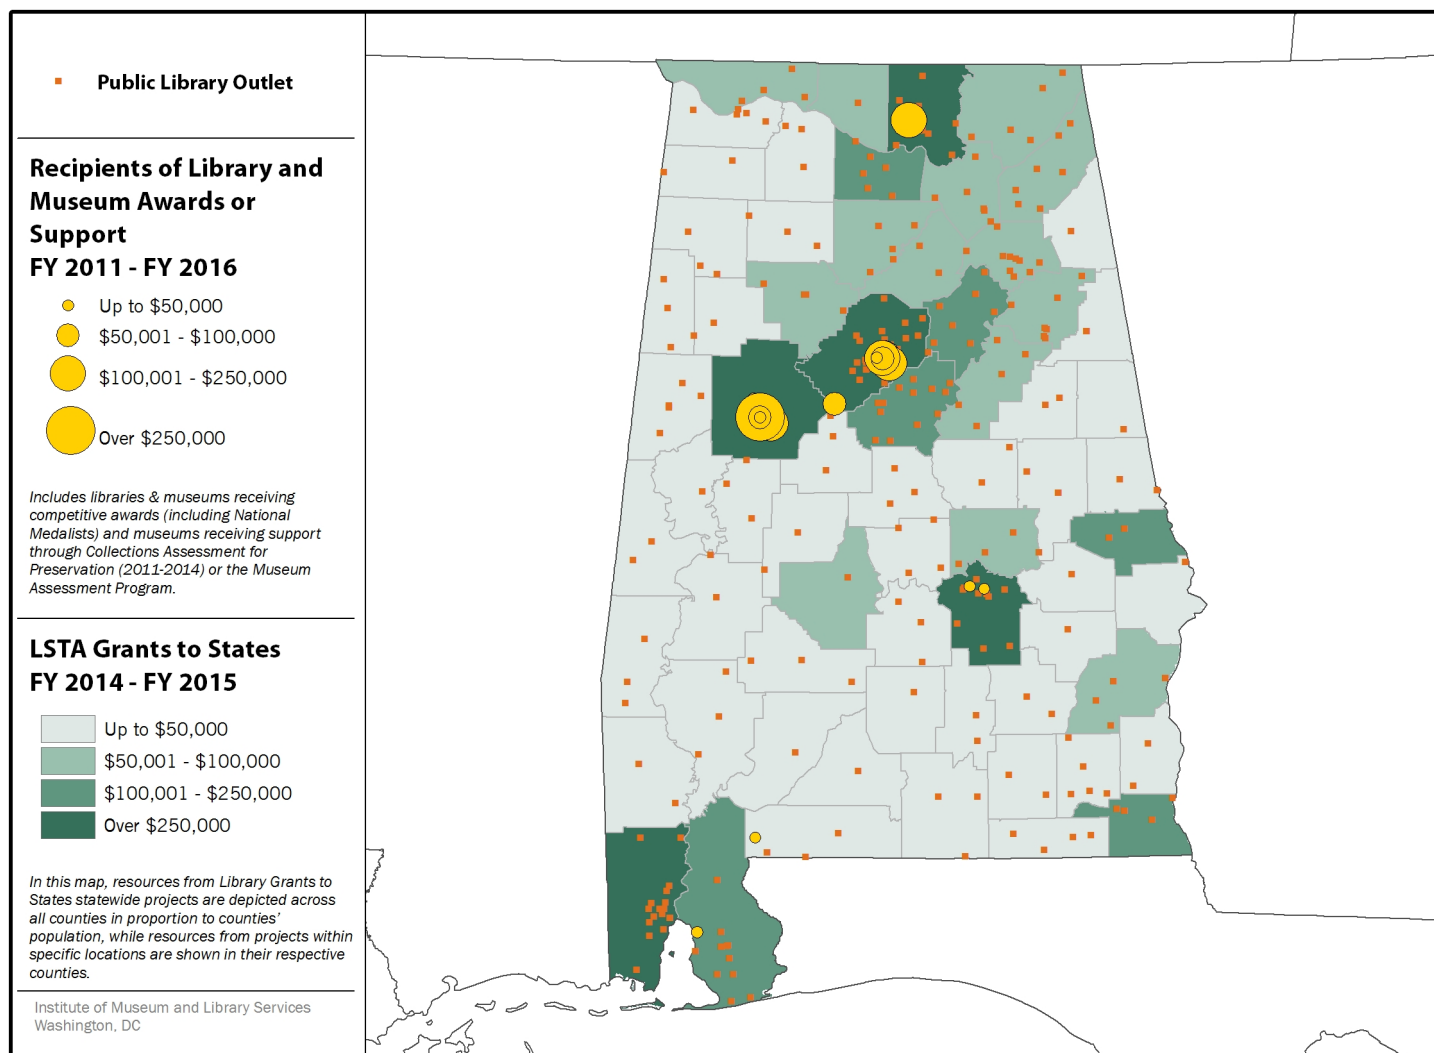 Public Library Outlet
Recipients of Library and
Museum Awards or
Support
FY 2011 - FY 2016
Up to $50,000
$50,001 - $100,000
$100,001 - $250,000
Over $250,000
Includes libraries & museums receiving
competitive awards (including National
Medalists) and museums receiving support
through Collections Assessment for
Preservation (2011-2014) or the Museum
Assessment Program.
LSTA Grants to States
FY 2014 - FY 2015
Up to $50,000
$50,001 - $100,000
$100,001 - $250,000
Over $250,000
In this map, resources from Library Grants to
States statewide projects are depicted across
all counties in proportion to counties’
population, while resources from projects within
specific locations are shown in their respective
counties.
Institute of Museum and Library Services
Washington, DC